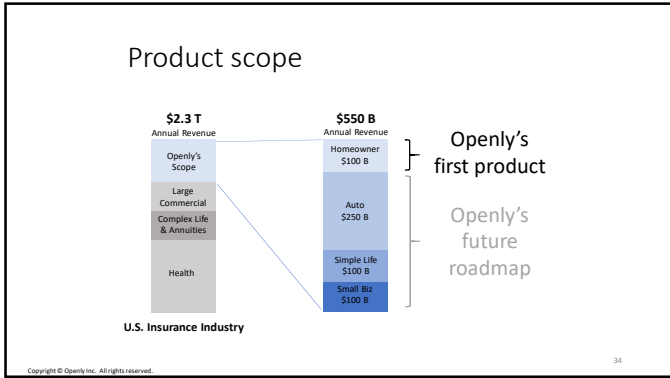 Product scope
$2.3 T
Annual Revenue
Openly's
Scope
Large
Commercial
Complex Life
& Annuities
Health
U.S. Insurance Industry
$550 B
Annual Revenue
Homeowner
$100 B
Auto
$250 B
Simple Life
$100 B
Small Biz
$100 B
Openly's
first product
Openly's
future
roadmap
34
Copyright © Openly Inc. All rights reserved.